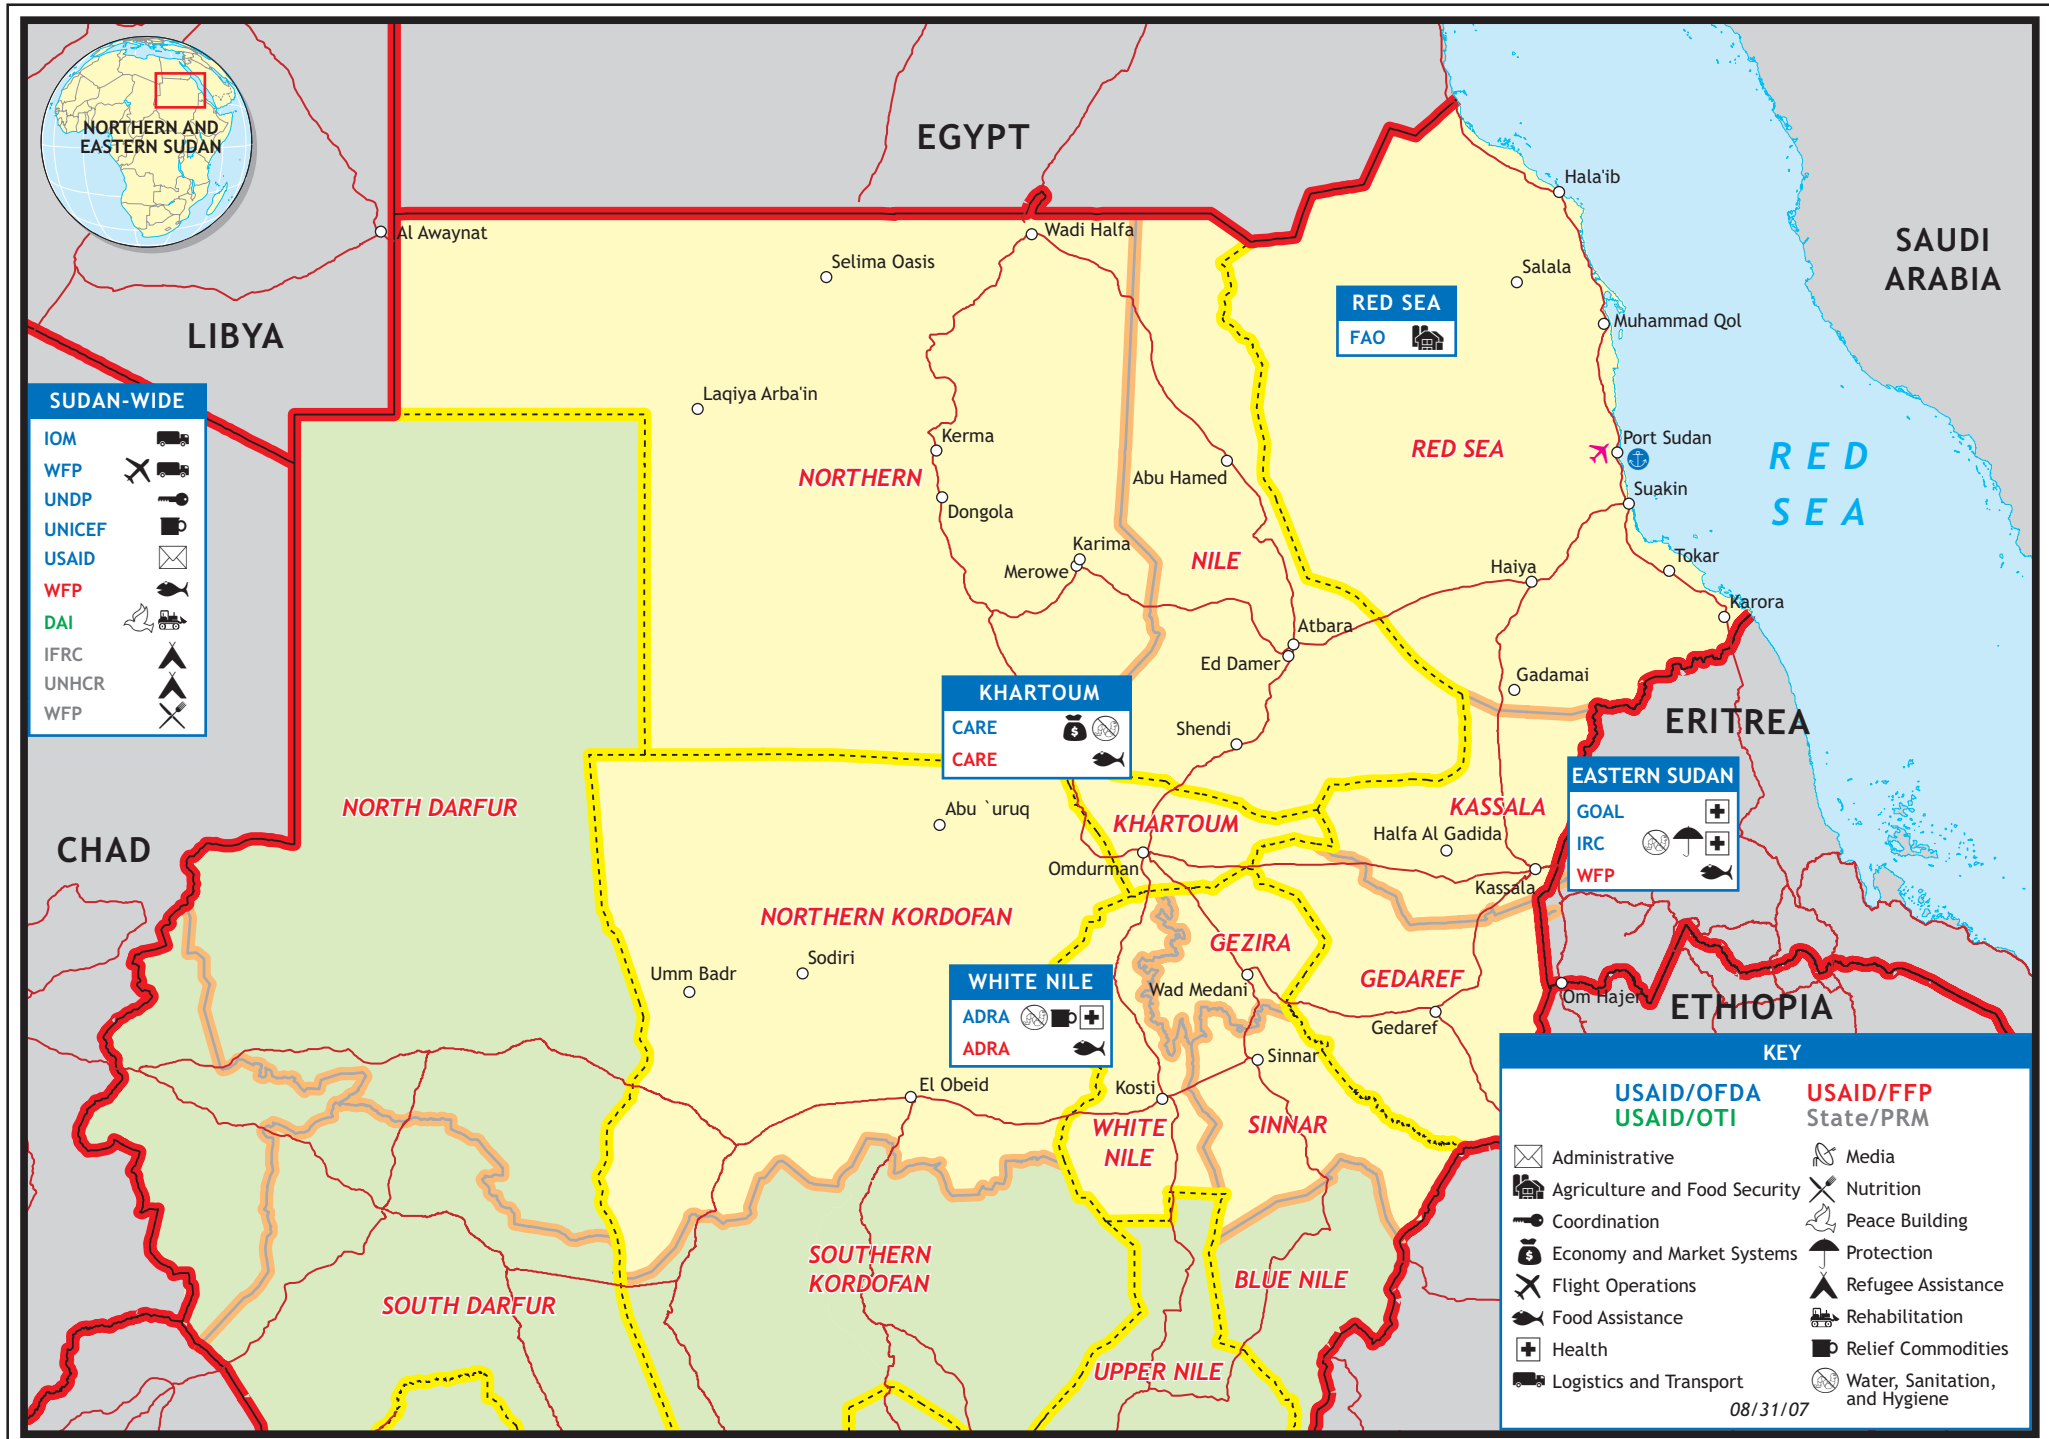 NORTHERN AND
EASTERN SUDAN
EGYPT
LIBYA
SAUDI
ARABIA
CHAD
ERITREA
ETHIOPIA
RED
SEA
Al Awaynat
Wadi Halfa
Selima Oasis
Laqiya Arba'in
Kerma
Dongola
Karima
Merowe
Abu Hamed
Atbara
Ed Damer
Shendi
Hala'ib
Salala
Muhammad Qol
Port Sudan
Suakin
Tokar
Haiya
Karora
Gadamai
NORTHERN
NILE
RED SEA
RED SEA
FAO
SUDAN-WIDE
IOM
WFP
UNDP
UNICEF
USAID
WFP
DAI
IFRC
UNHCR
WFP
KHARTOUM
CARE
CARE
EASTERN SUDAN
GOAL
IRC
WFP
WHITE NILE
ADRA
ADRA
NORTH DARFUR
Abu `uruq
KHARTOUM
Omdurman
KASSALA
Halfa Al Gadida
Kassala
NORTHERN KORDOFAN
Umm Badr
Sodiri
GEZIRA
Wad Medani
GEDAREF
Gedaref
Om Hajer
Sinnar
El Obeid
Kosti
WHITE
NILE
SINNAR
SOUTHERN
KORDOFAN
SOUTH DARFUR
BLUE NILE
UPPER NILE
KEY
USAID/OFDA
USAID/FFP
USAID/OTI
State/PRM
Administrative
Agriculture and Food Security
Coordination
Economy and Market Systems
Flight Operations
Food Assistance
Health
Logistics and Transport
Media
Nutrition
Peace Building
Protection
Refugee Assistance
Rehabilitation
Relief Commodities
Water, Sanitation,
and Hygiene
08/31/07